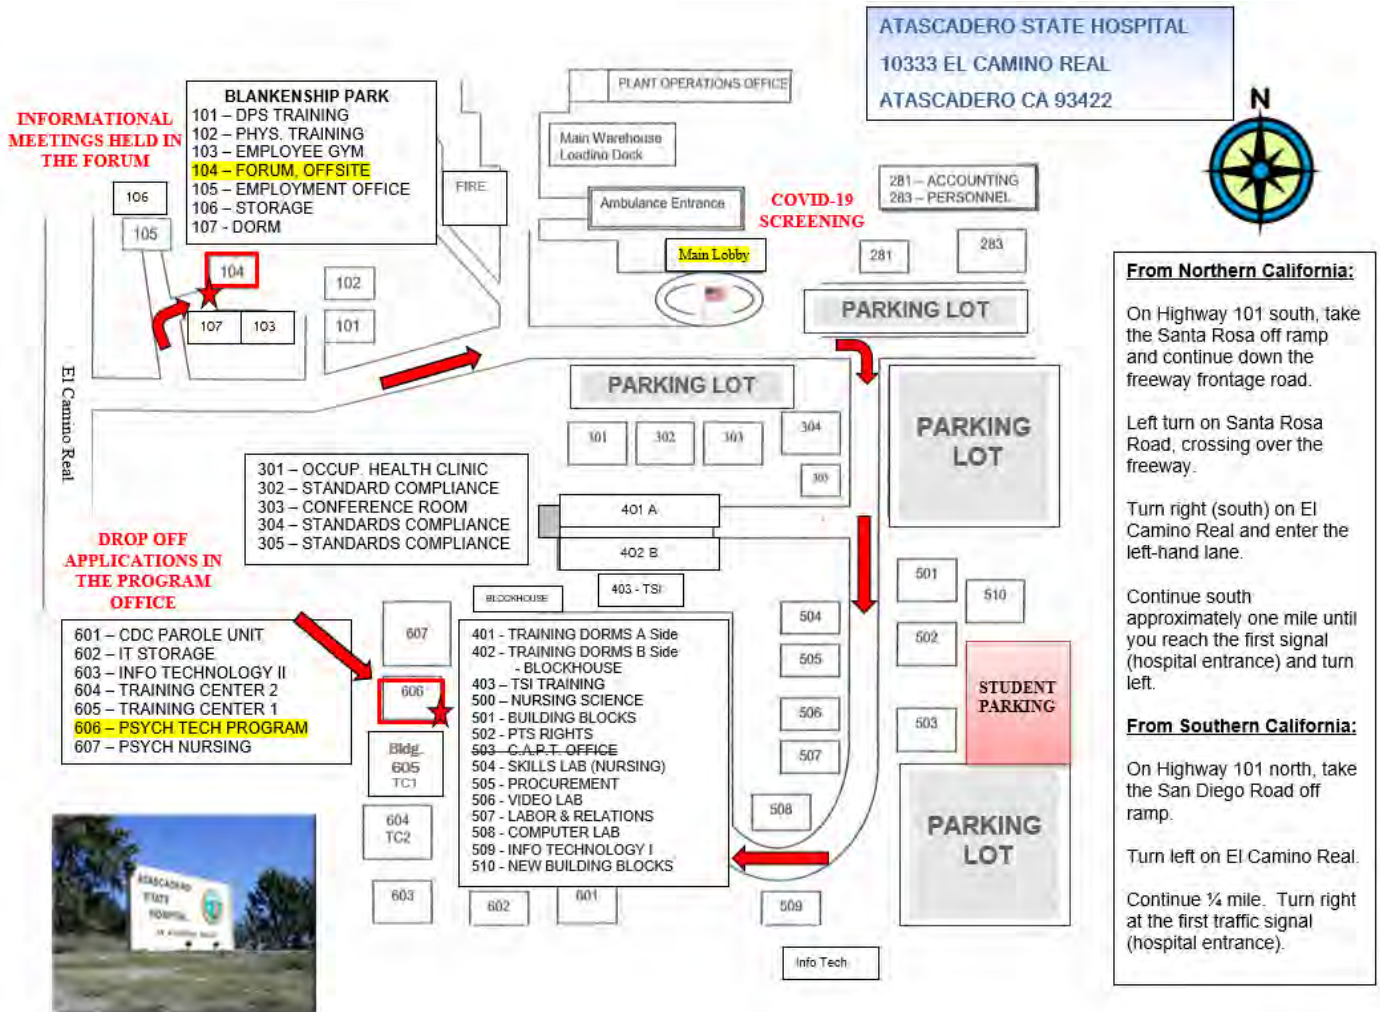 ATASCADERO STATE HOSPITAL
10333 EL CAMINO REAL
ATASCADERO CA 93422
N
PLANT OPERATIONS OFFICE
Main Warehouse
Loading Dock
Ambulance Entrance
COVID-19
SCREENING
Main Lobby
281 – ACCOUNTING
283 – PERSONNEL
281
283
PARKING LOT
INFORMATIONAL
MEETINGS HELD IN
THE FORUM
BLANKENSHIP PARK
101 – DPS TRAINING
102 – PHYS. TRAINING
103 – EMPLOYEE GYM
104 – FORUM, OFFSITE
105 – EMPLOYMENT OFFICE
106 – STORAGE
107 - DORM
FIRE
106
105
104
102
107
103
101
El Camino Real
PARKING LOT
PARKING
LOT
301
302
303
304
305
301 – OCCUP. HEALTH CLINIC
302 – STANDARD COMPLIANCE
303 – CONFERENCE ROOM
304 – STANDARDS COMPLIANCE
305 – STANDARDS COMPLIANCE
401 A
402 B
403 - TSI
BLOCKHOUSE
DROP OFF
APPLICATIONS IN
THE PROGRAM
OFFICE
601 – CDC PAROLE UNIT
602 – IT STORAGE
603 – INFO TECHNOLOGY II
604 – TRAINING CENTER 2
605 – TRAINING CENTER 1
606 – PSYCH TECH PROGRAM
607 – PSYCH NURSING
607
606
Bldg.
605
TC1
604
TC2
603
602
601
401 - TRAINING DORMS A Side
402 - TRAINING DORMS B Side
- BLOCKHOUSE
403 – TSI TRAINING
500 – NURSING SCIENCE
501 - BUILDING BLOCKS
502 - PTS RIGHTS
503 - C.A.P.T. OFFICE
504 - SKILLS LAB (NURSING)
505 - PROCUREMENT
506 - VIDEO LAB
507 - LABOR & RELATIONS
508 – COMPUTER LAB
509 - INFO TECHNOLOGY I
510 - NEW BUILDING BLOCKS
504
505
506
507
508
509
Info Tech
501
510
502
503
STUDENT
PARKING
PARKING
LOT
From Northern California:
On Highway 101 south, take
the Santa Rosa off ramp
and continue down the
freeway frontage road.
Left turn on Santa Rosa
Road, crossing over the
freeway.
Turn right (south) on El
Camino Real and enter the
left-hand lane.
Continue south
approximately one mile until
you reach the first signal
(hospital entrance) and turn
left.
From Southern California:
On Highway 101 north, take
the San Diego Road off
ramp.
Turn left on El Camino Real.
Continue ¼ mile. Turn right
at the first traffic signal
(hospital entrance).
ATASCADERO
STATE
HOSPITAL